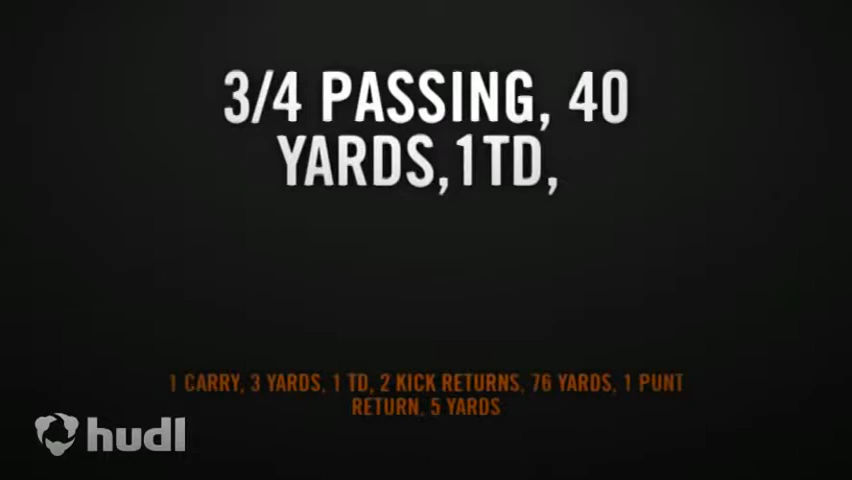 3/4 PASSING, 40
YARDS,1TD,
1 CARRY, 3 YARDS, 1 TD, 2 KICK RETURNS, 76 YARDS, 1 PUNT
RETURN, 5 YARDS
hudl